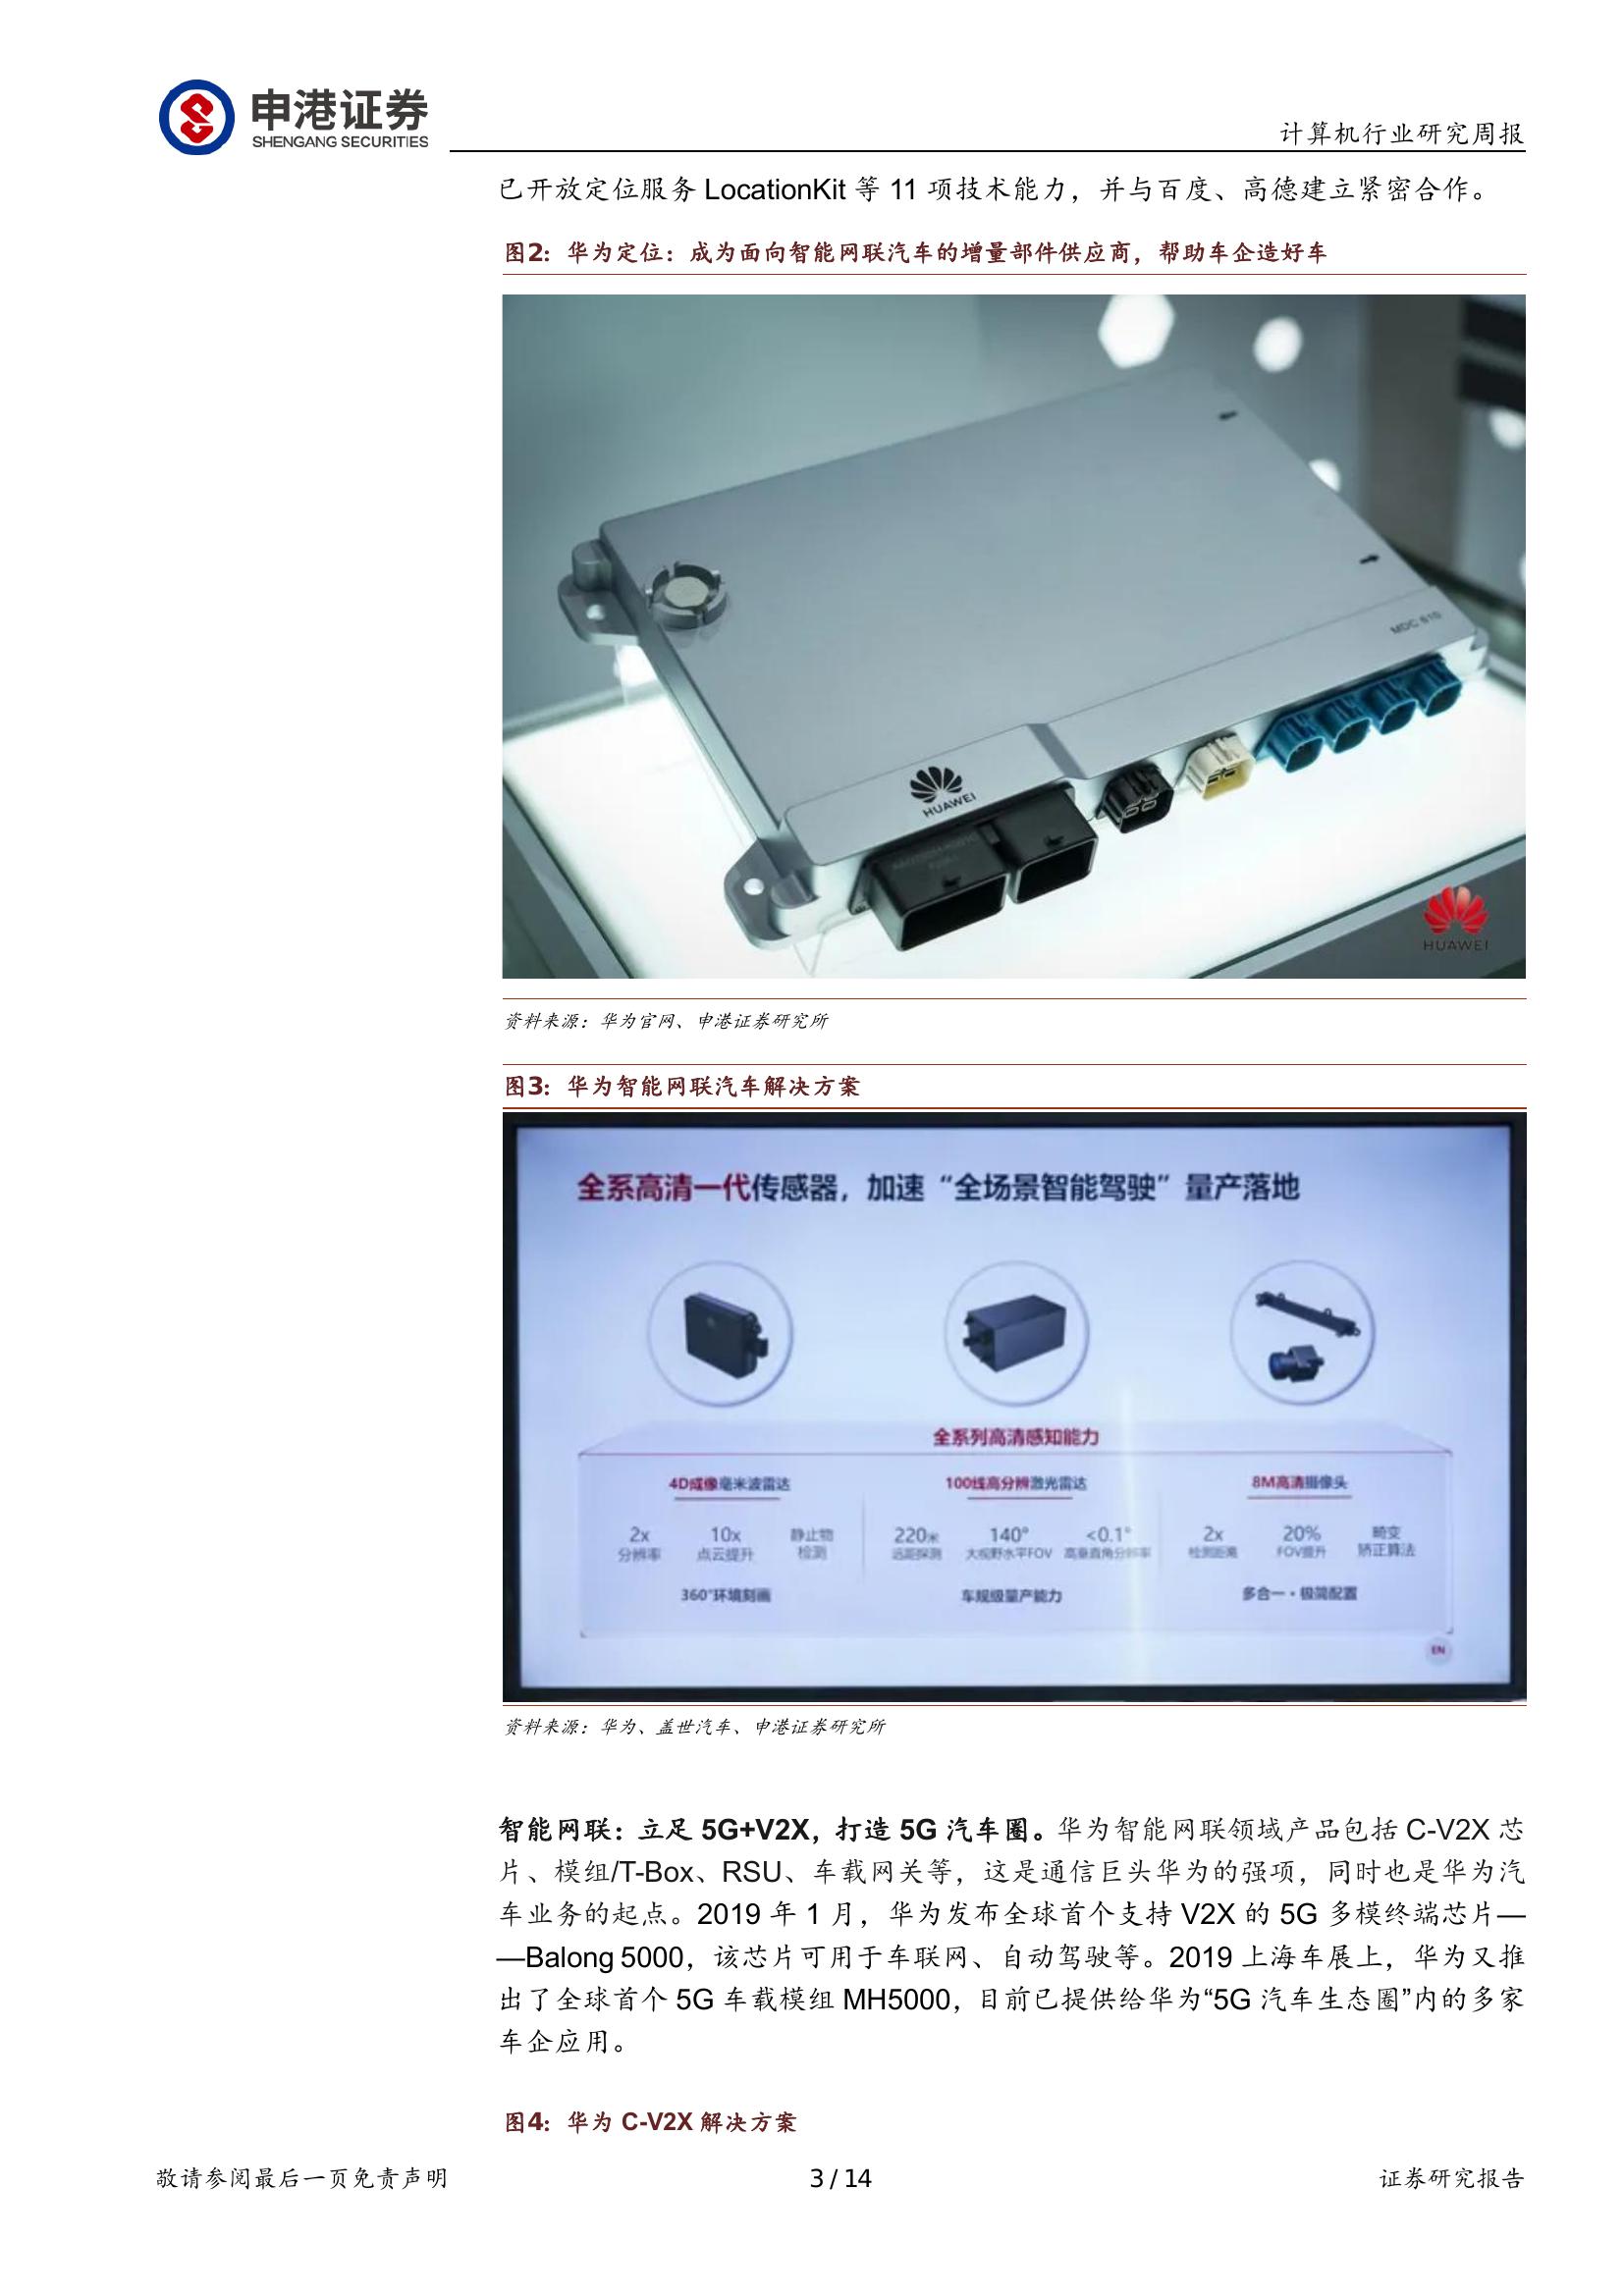 申港证券
SHENGANG SECURITIES
计算机行业研究周报
已开放定位服务 LocationKit 等 11 项技术能力，并与百度、高德建立紧密合作。
图2：华为定位：成为面向智能网联汽车的增量部件供应商，帮助车企造好车
MDC 610
HUAWEI
HUAWEI
资料来源：华为官网、申港证券研究所
图3：华为智能网联汽车解决方案
全系高清一代传感器，加速“全场景智能驾驶”量产落地
全系列高清感知能力
4D成像毫米波雷达 100线高分辨激光雷达 8M高清摄像头
2x 10x 静止物 220米 140° <0.1° 2x 20% 畸变
分辨率 点云提升 检测 远距探测 大视野水平FOV 高垂直角分辨率 检测距离 FOV提升 矫正算法
360°环境刻画 车规级量产能力 多合一·极简配置
EN
资料来源：华为、盖世汽车、申港证券研究所
智能网联：立足 5G+V2X，打造 5G 汽车圈。华为智能网联领域产品包括 C-V2X 芯
片、模组/T-Box、RSU、车载网关等，这是通信巨头华为的强项，同时也是华为汽
车业务的起点。2019 年 1 月，华为发布全球首个支持 V2X 的 5G 多模终端芯片—
—Balong 5000，该芯片可用于车联网、自动驾驶等。2019 上海车展上，华为又推
出了全球首个 5G 车载模组 MH5000，目前已提供给华为“5G 汽车生态圈”内的多家
车企应用。
图4：华为 C-V2X 解决方案
敬请参阅最后一页免责声明 3 / 14 证券研究报告